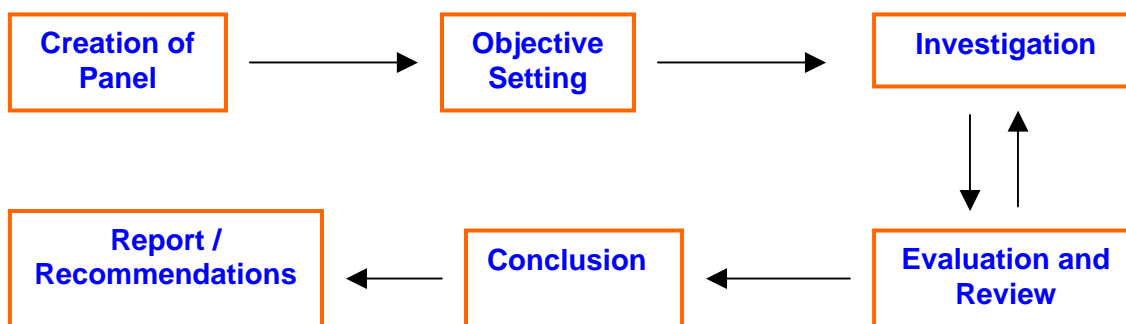 Creation of
Panel
Objective
Setting
Investigation
Report /
Recommendations
Conclusion
Evaluation and
Review